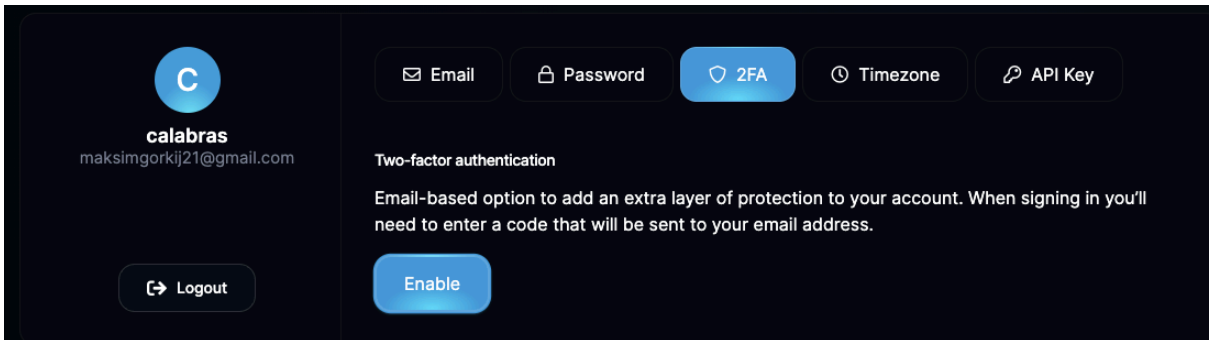 C
calabras
maksimgorkij21@gmail.com
Logout
Email
Password
2FA
Timezone
API Key
Two-factor authentication
Email-based option to add an extra layer of protection to your account. When signing in you’ll
need to enter a code that will be sent to your email address.
Enable